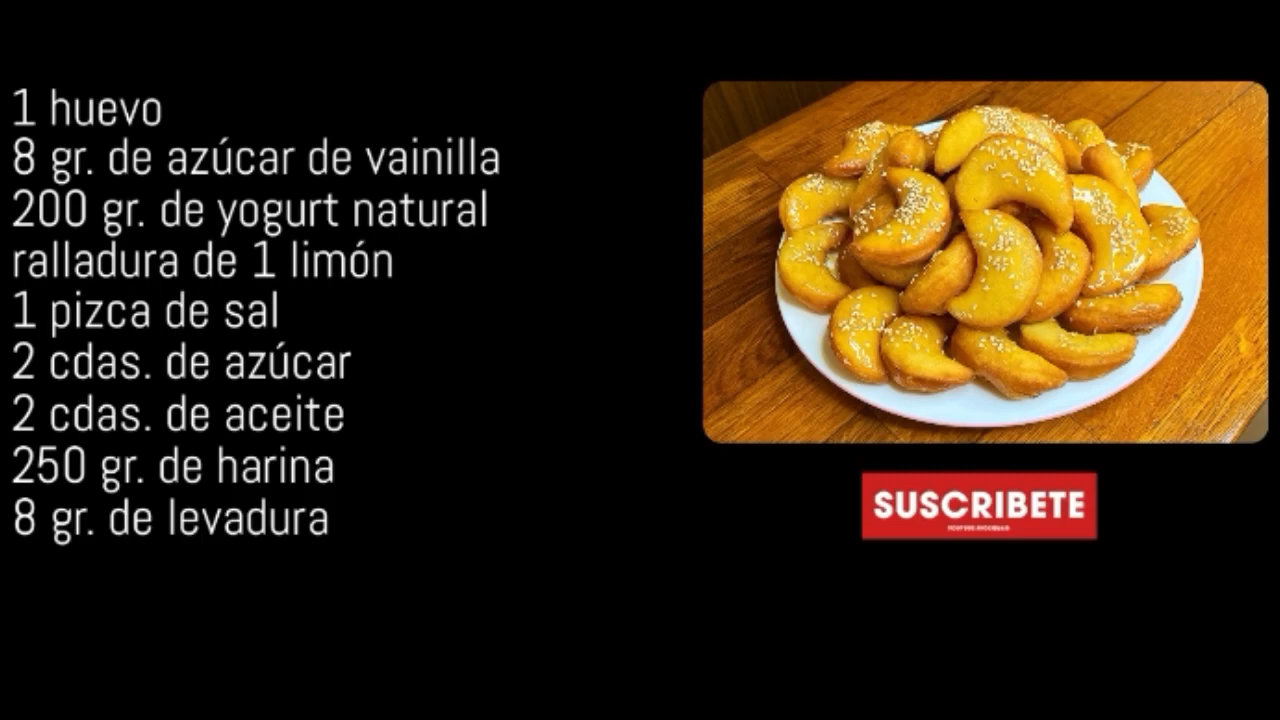 1 huevo
8 gr. de azúcar de vainilla
200 gr. de yogurt natural
ralladura de 1 limón
1 pizca de sal
2 cdas. de azúcar
2 cdas. de aceite
250 gr. de harina
8 gr. de levadura
SUSCRIBETE